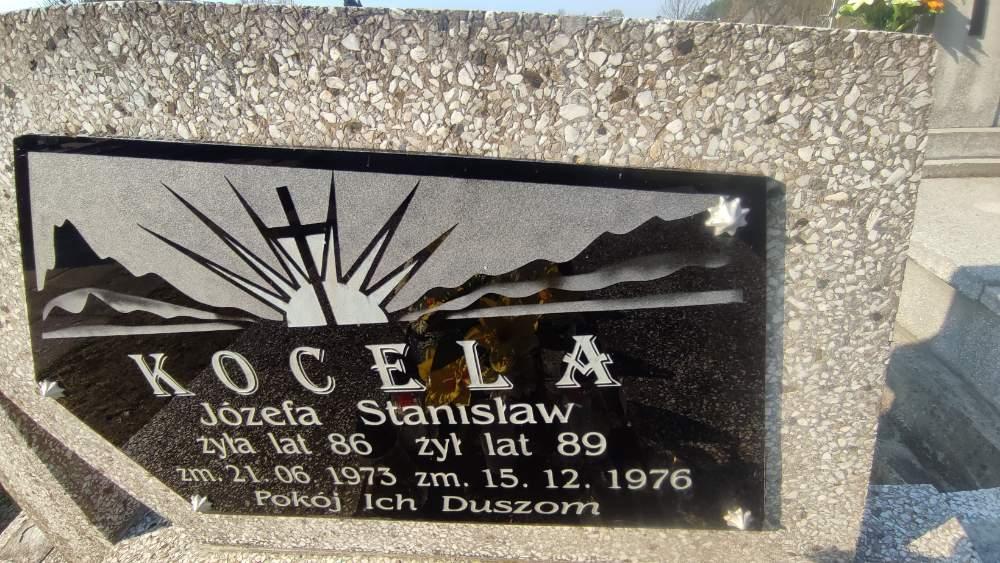 KOCELA
Józefa Stanisław
żyła lat 86 żył lat 89
zm. 21. 06 1973 zm. 15. 12. 1976
Pokój Ich Duszom